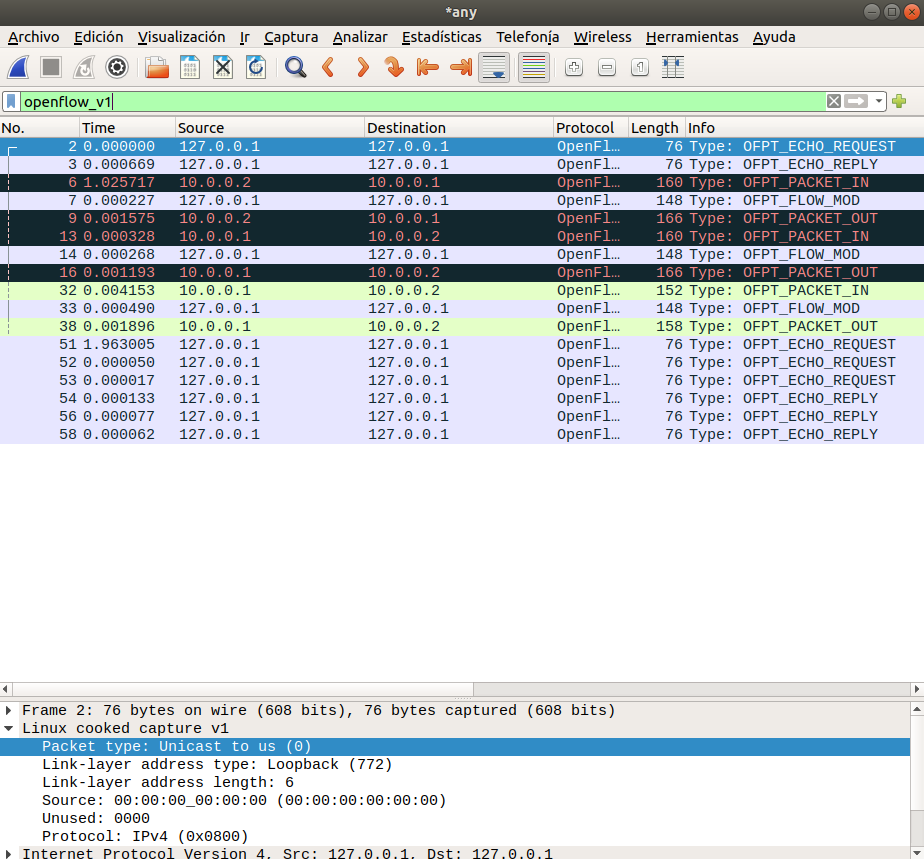 *any
Archivo Edición Visualización Ir Captura Analizar Estadísticas Telefonía Wireless Herramientas Ayuda
openflow_v1
No. Time Source Destination Protocol Length Info
2 0.000000 127.0.0.1 127.0.0.1 OpenFl… 76 Type: OFPT_ECHO_REQUEST
3 0.000669 127.0.0.1 127.0.0.1 OpenFl… 76 Type: OFPT_ECHO_REPLY
6 1.025717 10.0.0.2 10.0.0.1 OpenFl… 160 Type: OFPT_PACKET_IN
7 0.000227 127.0.0.1 127.0.0.1 OpenFl… 148 Type: OFPT_FLOW_MOD
9 0.001575 10.0.0.2 10.0.0.1 OpenFl… 166 Type: OFPT_PACKET_OUT
13 0.000328 10.0.0.1 10.0.0.2 OpenFl… 160 Type: OFPT_PACKET_IN
14 0.000268 127.0.0.1 127.0.0.1 OpenFl… 148 Type: OFPT_FLOW_MOD
16 0.001193 10.0.0.1 10.0.0.2 OpenFl… 166 Type: OFPT_PACKET_OUT
32 0.004153 10.0.0.1 10.0.0.2 OpenFl… 152 Type: OFPT_PACKET_IN
33 0.000490 127.0.0.1 127.0.0.1 OpenFl… 148 Type: OFPT_FLOW_MOD
38 0.001896 10.0.0.1 10.0.0.2 OpenFl… 158 Type: OFPT_PACKET_OUT
51 1.963005 127.0.0.1 127.0.0.1 OpenFl… 76 Type: OFPT_ECHO_REQUEST
52 0.000050 127.0.0.1 127.0.0.1 OpenFl… 76 Type: OFPT_ECHO_REQUEST
53 0.000017 127.0.0.1 127.0.0.1 OpenFl… 76 Type: OFPT_ECHO_REQUEST
54 0.000133 127.0.0.1 127.0.0.1 OpenFl… 76 Type: OFPT_ECHO_REPLY
56 0.000077 127.0.0.1 127.0.0.1 OpenFl… 76 Type: OFPT_ECHO_REPLY
58 0.000062 127.0.0.1 127.0.0.1 OpenFl… 76 Type: OFPT_ECHO_REPLY
Frame 2: 76 bytes on wire (608 bits), 76 bytes captured (608 bits)
Linux cooked capture v1
Packet type: Unicast to us (0)
Link-layer address type: Loopback (772)
Link-layer address length: 6
Source: 00:00:00_00:00:00 (00:00:00:00:00:00)
Unused: 0000
Protocol: IPv4 (0x0800)
Internet Protocol Version 4, Src: 127.0.0.1, Dst: 127.0.0.1